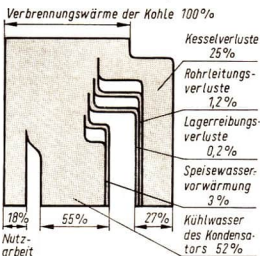 Verbrennungswärme der Kohle 100%
Kesselverluste
25%
Rohrleitungs-
verluste
1,2%
Lagerreibungs-
verluste
0,2%
Speisewasser-
vorwärmung
3%
Kühlwasser
des Kondensa-
tors 52%
18%
55%
27%
Nutz-
arbeit